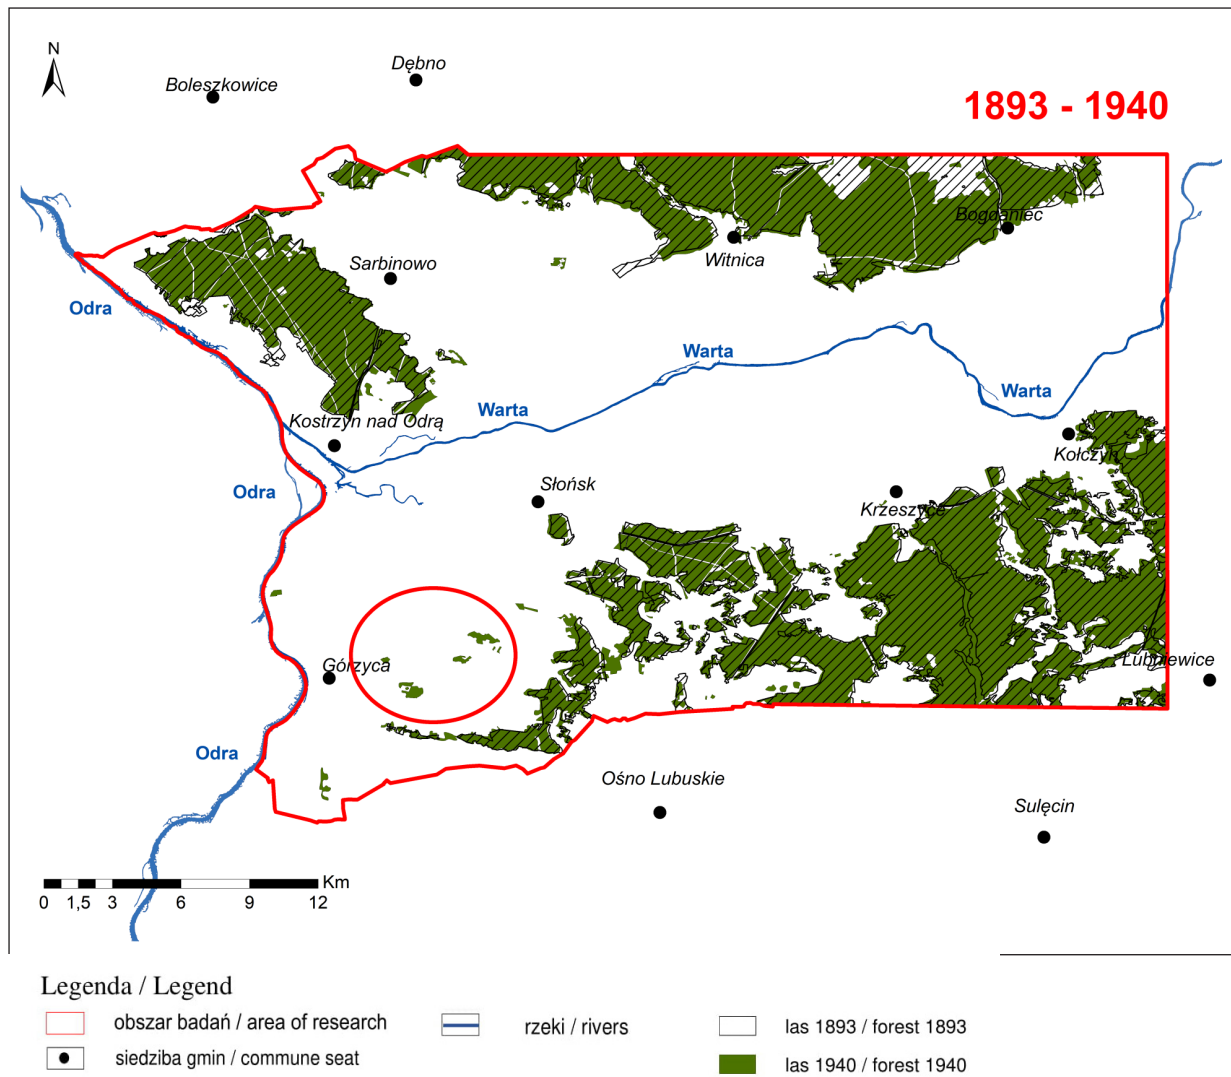 N
Dębno
Boleszkowice
1893 - 1940
Bogdaniec
Witnica
Sarbinowo
Odra
Warta
Warta
Warta
Kostrzyn nad Odrą
Kołczyn
Słońsk
Odra
Krzeszyce
Górzyca
Lubniewice
Odra
Ośno Lubuskie
Sulęcin
Km
0 1,5 3 6 9 12
Legenda / Legend
obszar badań / area of research
rzeki / rivers
las 1893 / forest 1893
siedziba gmin / commune seat
las 1940 / forest 1940